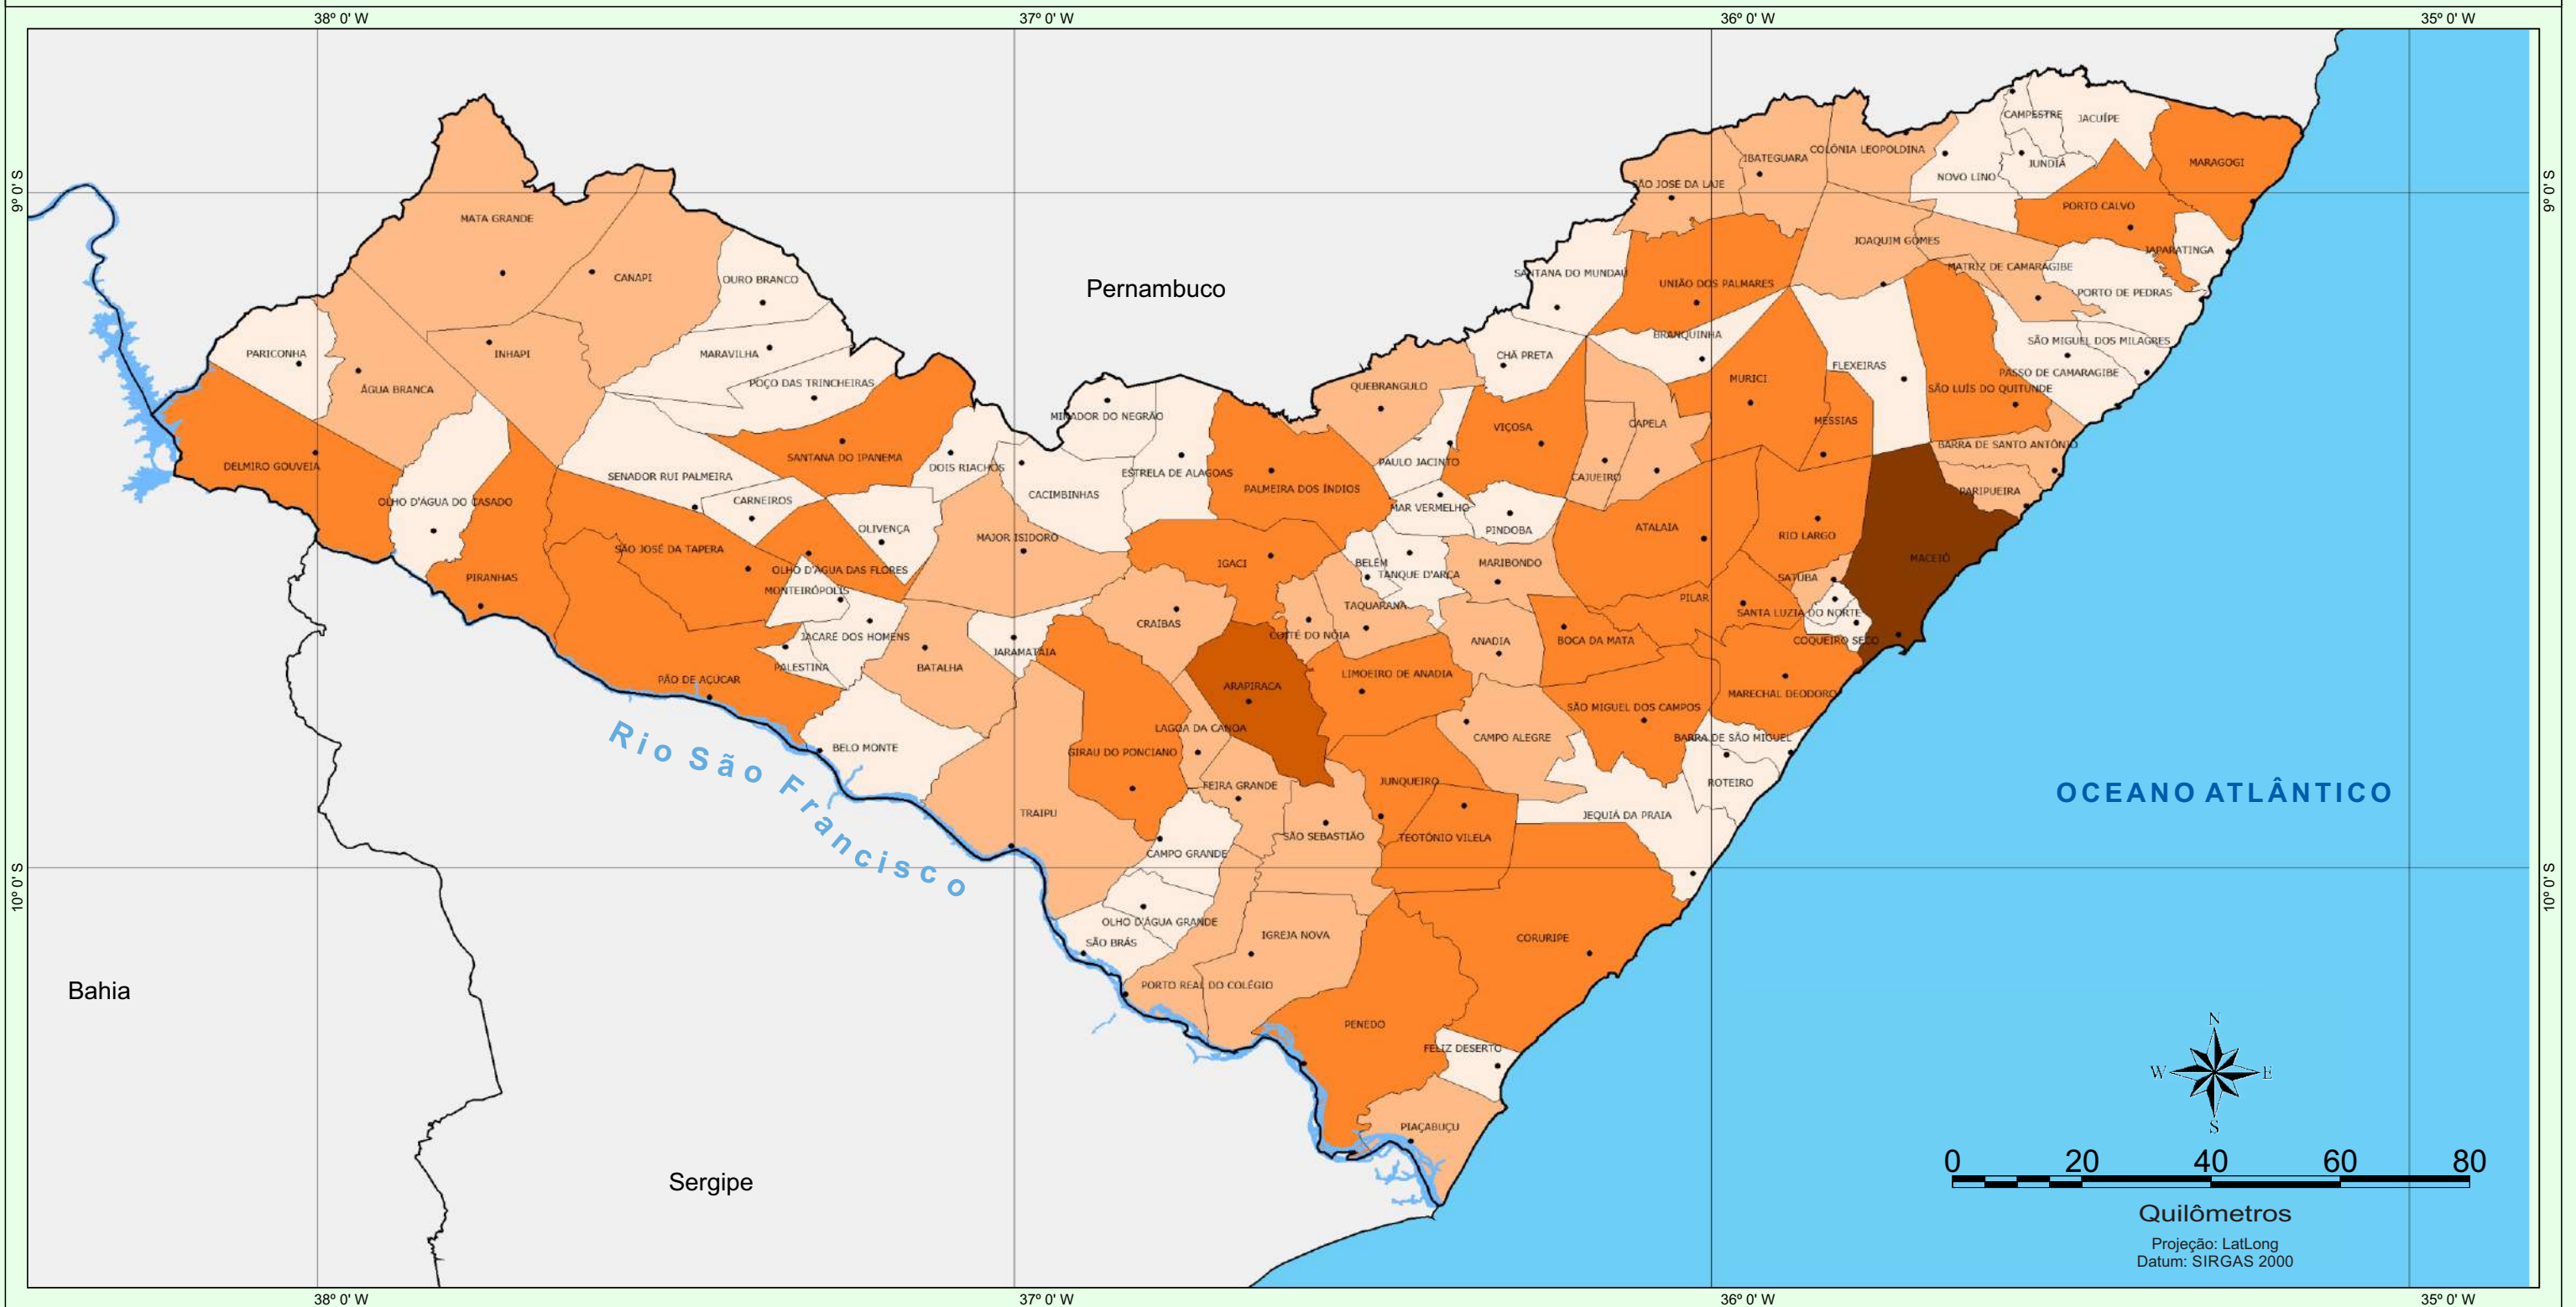 38º 0' W
37º 0' W
36º 0' W
35º 0' W
9º 0' S
9º 0' S
CAMPESTRE
JACUÍPE
COLÔNIA LEOPOLDINA
IBATEGUARA
JUNDIÁ
MARAGOGI
NOVO LINO
SÃO JOSÉ DA LAJE
PORTO CALVO
MATA GRANDE
JOAQUIM GOMES
JAPARATINGA
MATRIZ DE CAMARAGIBE
SANTANA DO MUNDAÚ
CANAPI
OURO BRANCO
UNIÃO DOS PALMARES
Pernambuco
PORTO DE PEDRAS
BRANQUINHA
SÃO MIGUEL DOS MILAGRES
PARICONHA
INHAPI
MARAVILHA
CHÃ PRETA
FLEXEIRAS
PASSO DE CAMARAGIBE
MURICI
POÇO DAS TRINCHEIRAS
QUEBRANGULO
ÁGUA BRANCA
SÃO LUÍS DO QUITUNDE
MINADOR DO NEGRÃO
MESSIAS
CAPELA
VIÇOSA
BARRA DE SANTO ANTÔNIO
SANTANA DO IPANEMA
PAULO JACINTO
DELMIRO GOUVEIA
DOIS RIACHOS
ESTRELA DE ALAGOAS
SENADOR RUI PALMEIRA
CAJUEIRO
PALMEIRA DOS ÍNDIOS
PARIPUEIRA
CACIMBINHAS
CARNEIROS
OLHO D'ÁGUA DO CASADO
MAR VERMELHO
OLIVENÇA
ATALAIA
PINDOBA
RIO LARGO
MAJOR ISIDORO
SÃO JOSÉ DA TAPERA
MACEIÓ
IGACI
BELÉM
MARIBONDO
OLHO D'ÁGUA DAS FLORES
TANQUE D'ARCA
PIRANHAS
SATUBA
MONTEIRÓPOLIS
PILAR
TAQUARANA
SANTA LUZIA DO NORTE
CRAÍBAS
COITÉ DO NÓIA
JACARÉ DOS HOMENS
ANADIA
BOCA DA MATA
COQUEIRO SECO
JARAMATAIA
PALESTINA
BATALHA
LIMOEIRO DE ANADIA
PÃO DE AÇÚCAR
ARAPIRACA
MARECHAL DEODORO
SÃO MIGUEL DOS CAMPOS
LAGOA DA CANOA
CAMPO ALEGRE
BARRA DE SÃO MIGUEL
BELO MONTE
GIRAU DO PONCIANO
Rio São Francisco
JUNQUEIRO
ROTEIRO
FEIRA GRANDE
OCEANO ATLÂNTICO
TRAIPU
JEQUIÁ DA PRAIA
SÃO SEBASTIÃO
TEOTÔNIO VILELA
CAMPO GRANDE
10º 0' S
10º 0' S
OLHO D'ÁGUA GRANDE
IGREJA NOVA
CORURIPE
SÃO BRÁS
PORTO REAL DO COLÉGIO
Bahia
PENEDO
N
FELIZ DESERTO
W
E
PIAÇABUÇU
S
Sergipe
0 20 40 60 80
Quilômetros
Projeção: LatLong
Datum: SIRGAS 2000
38º 0' W
37º 0' W
36º 0' W
35º 0' W